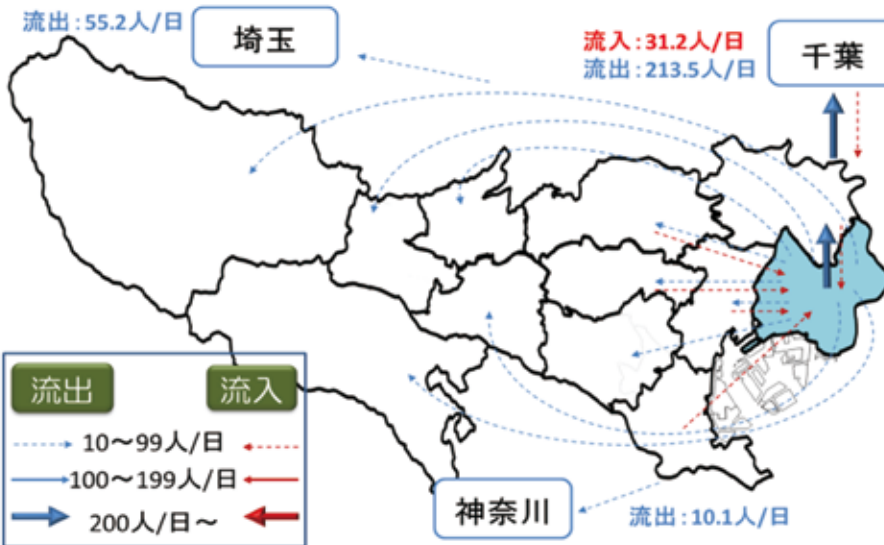 流出:55.2人/日
埼玉
流入:31.2人/日
流出:213.5人/日
千葉
流出
流入
10～99人/日
100～199人/日
200人/日～
神奈川
流出:10.1人/日